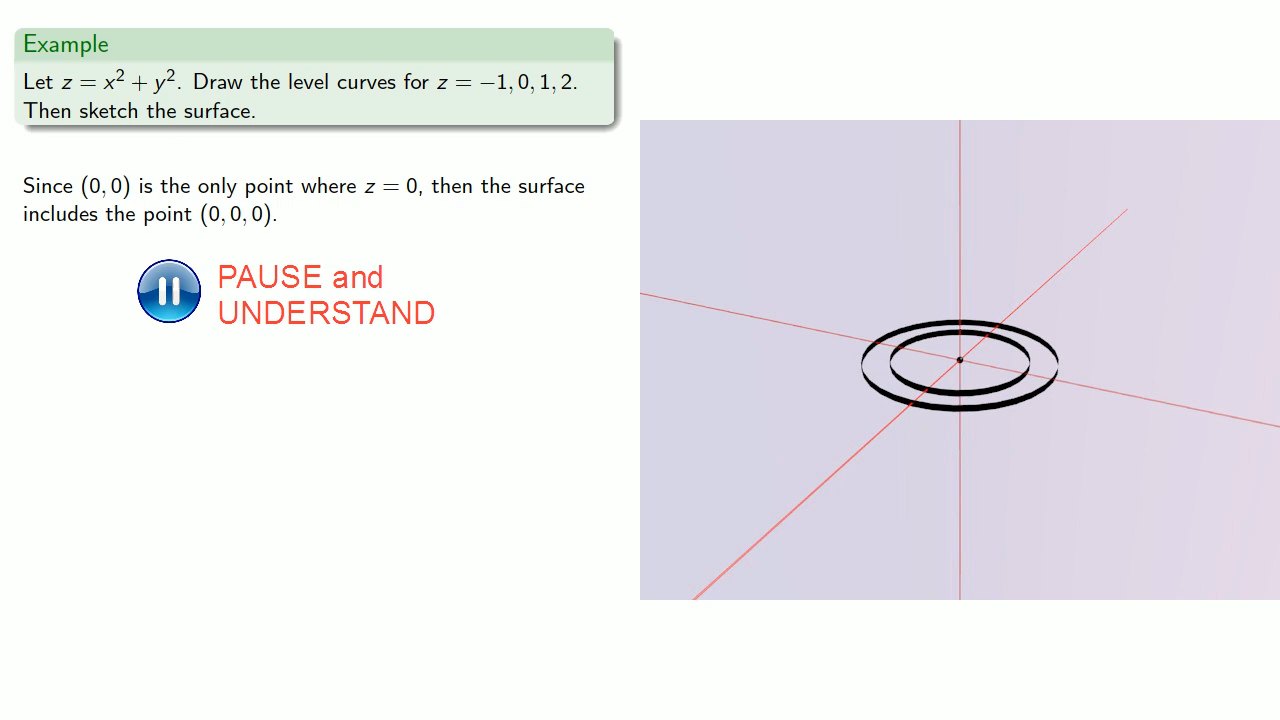 Example
Let z = x² + y². Draw the level curves for z = −1, 0, 1, 2.
Then sketch the surface.
Since (0, 0) is the only point where z = 0, then the surface
includes the point (0, 0, 0).
PAUSE and
UNDERSTAND